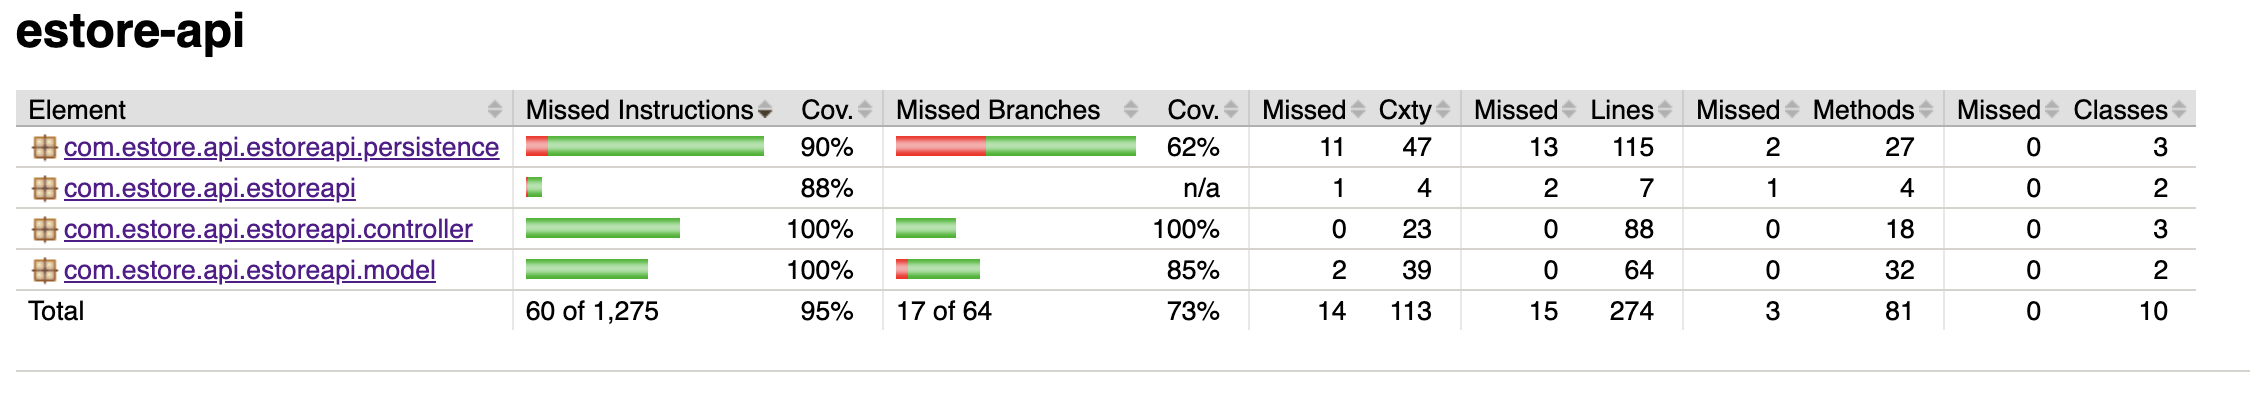 estore-api
Element Missed Instructions Cov. Missed Branches Cov. Missed Cxty Missed Lines Missed Methods Missed Classes
com.estore.api.estoreapi.persistence 90% 62% 11 47 13 115 2 27 0 3
com.estore.api.estoreapi 88% n/a 1 4 2 7 1 4 0 2
com.estore.api.estoreapi.controller 100% 100% 0 23 0 88 0 18 0 3
com.estore.api.estoreapi.model 100% 85% 2 39 0 64 0 32 0 2
Total 60 of 1,275 95% 17 of 64 73% 14 113 15 274 3 81 0 10